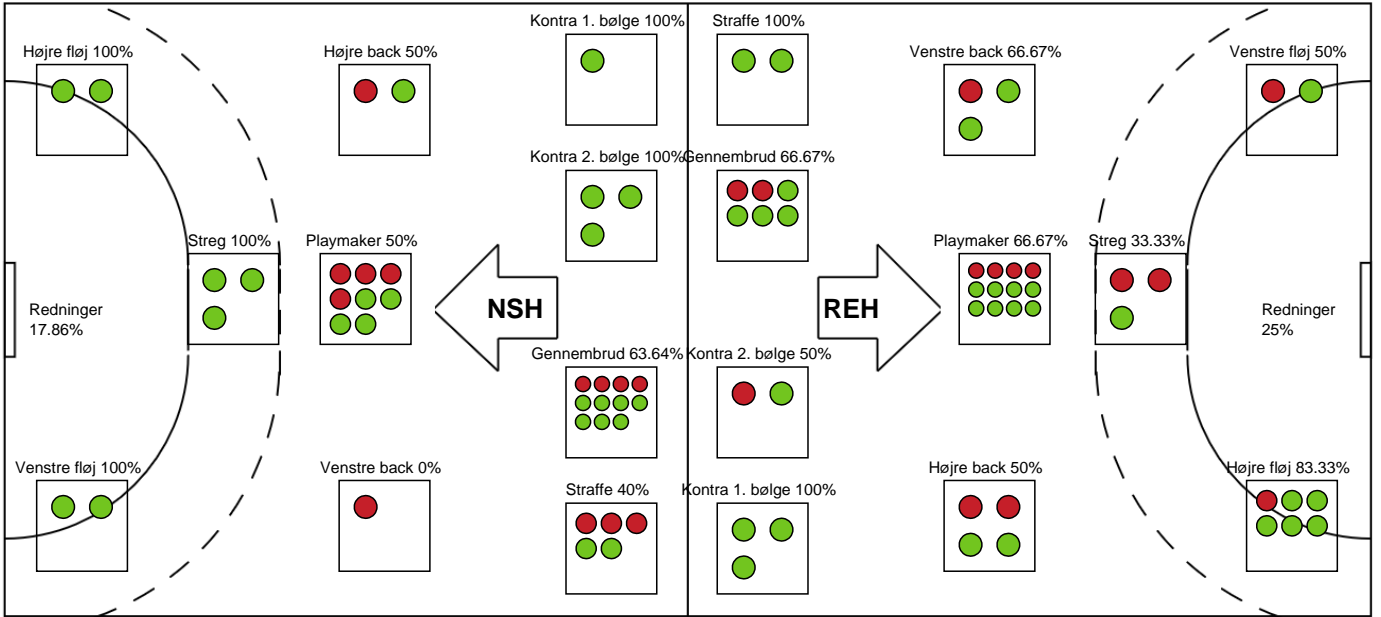 Kontra 1. bølge 100%
Straffe 100%
Højre fløj 100%
Højre back 50%
Venstre back 66.67%
Venstre fløj 50%
Kontra 2. bølge 100%
Gennembrud 66.67%
Streg 100%
Playmaker 50%
Playmaker 66.67%
Streg 33.33%
Redninger
17.86%
NSH
REH
Redninger
25%
Gennembrud 63.64%
Kontra 2. bølge 50%
Venstre fløj 100%
Venstre back 0%
Højre back 50%
Højre fløj 83.33%
Straffe 40%
Kontra 1. bølge 100%